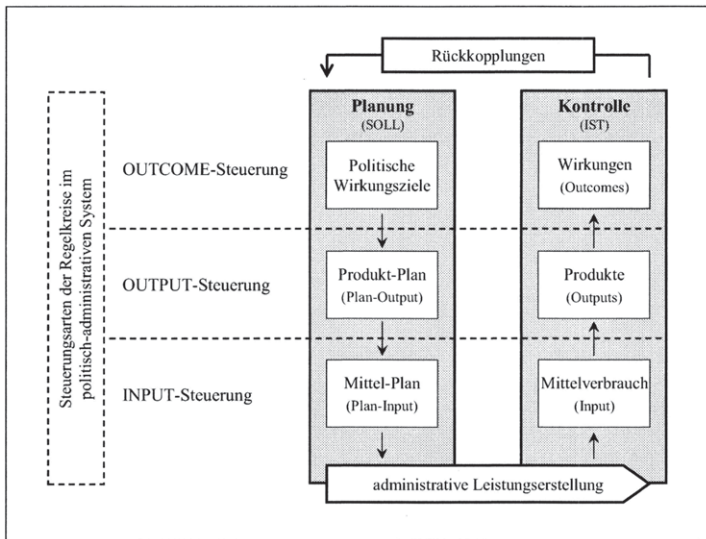 Rückkopplungen
Steuerungsarten der Regelkreise im
politisch-administrativen System
Planung
(SOLL)
Kontrolle
(IST)
OUTCOME-Steuerung
Politische
Wirkungsziele
Wirkungen
(Outcomes)
OUTPUT-Steuerung
Produkt-Plan
(Plan-Output)
Produkte
(Outputs)
INPUT-Steuerung
Mittel-Plan
(Plan-Input)
Mittelverbrauch
(Input)
administrative Leistungserstellung